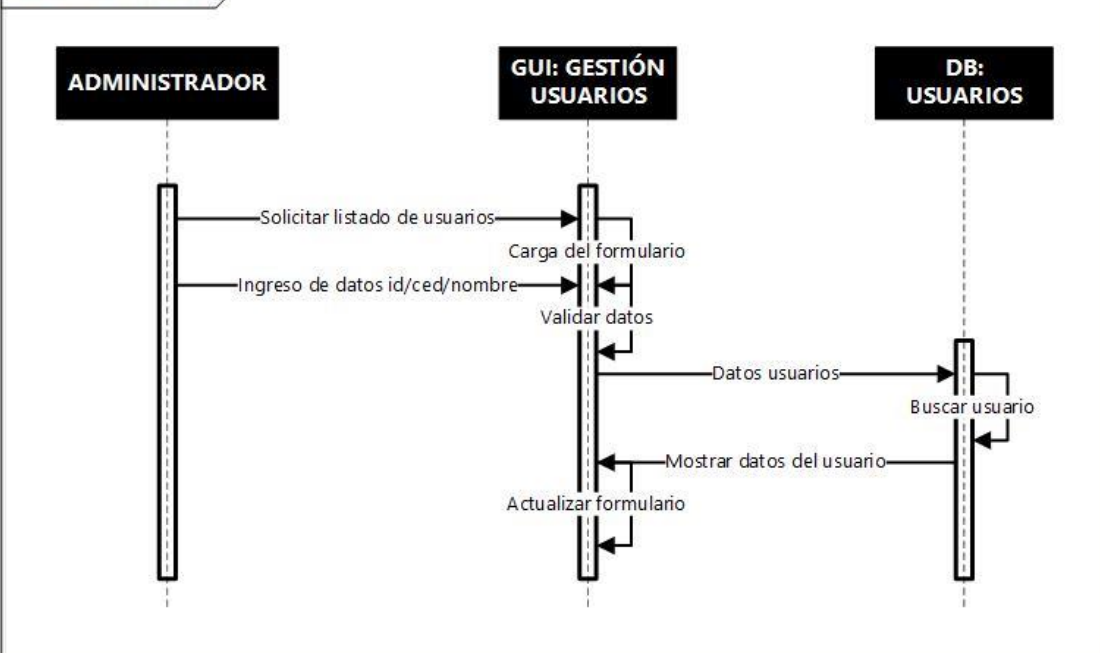 ADMINISTRADOR
GUI: GESTIÓN
USUARIOS
DB:
USUARIOS
Solicitar listado de usuarios
Carga del formulario
Ingreso de datos id/ced/nombre
Validar datos
Datos usuarios
Buscar usuario
Mostrar datos del usuario
Actualizar formulario